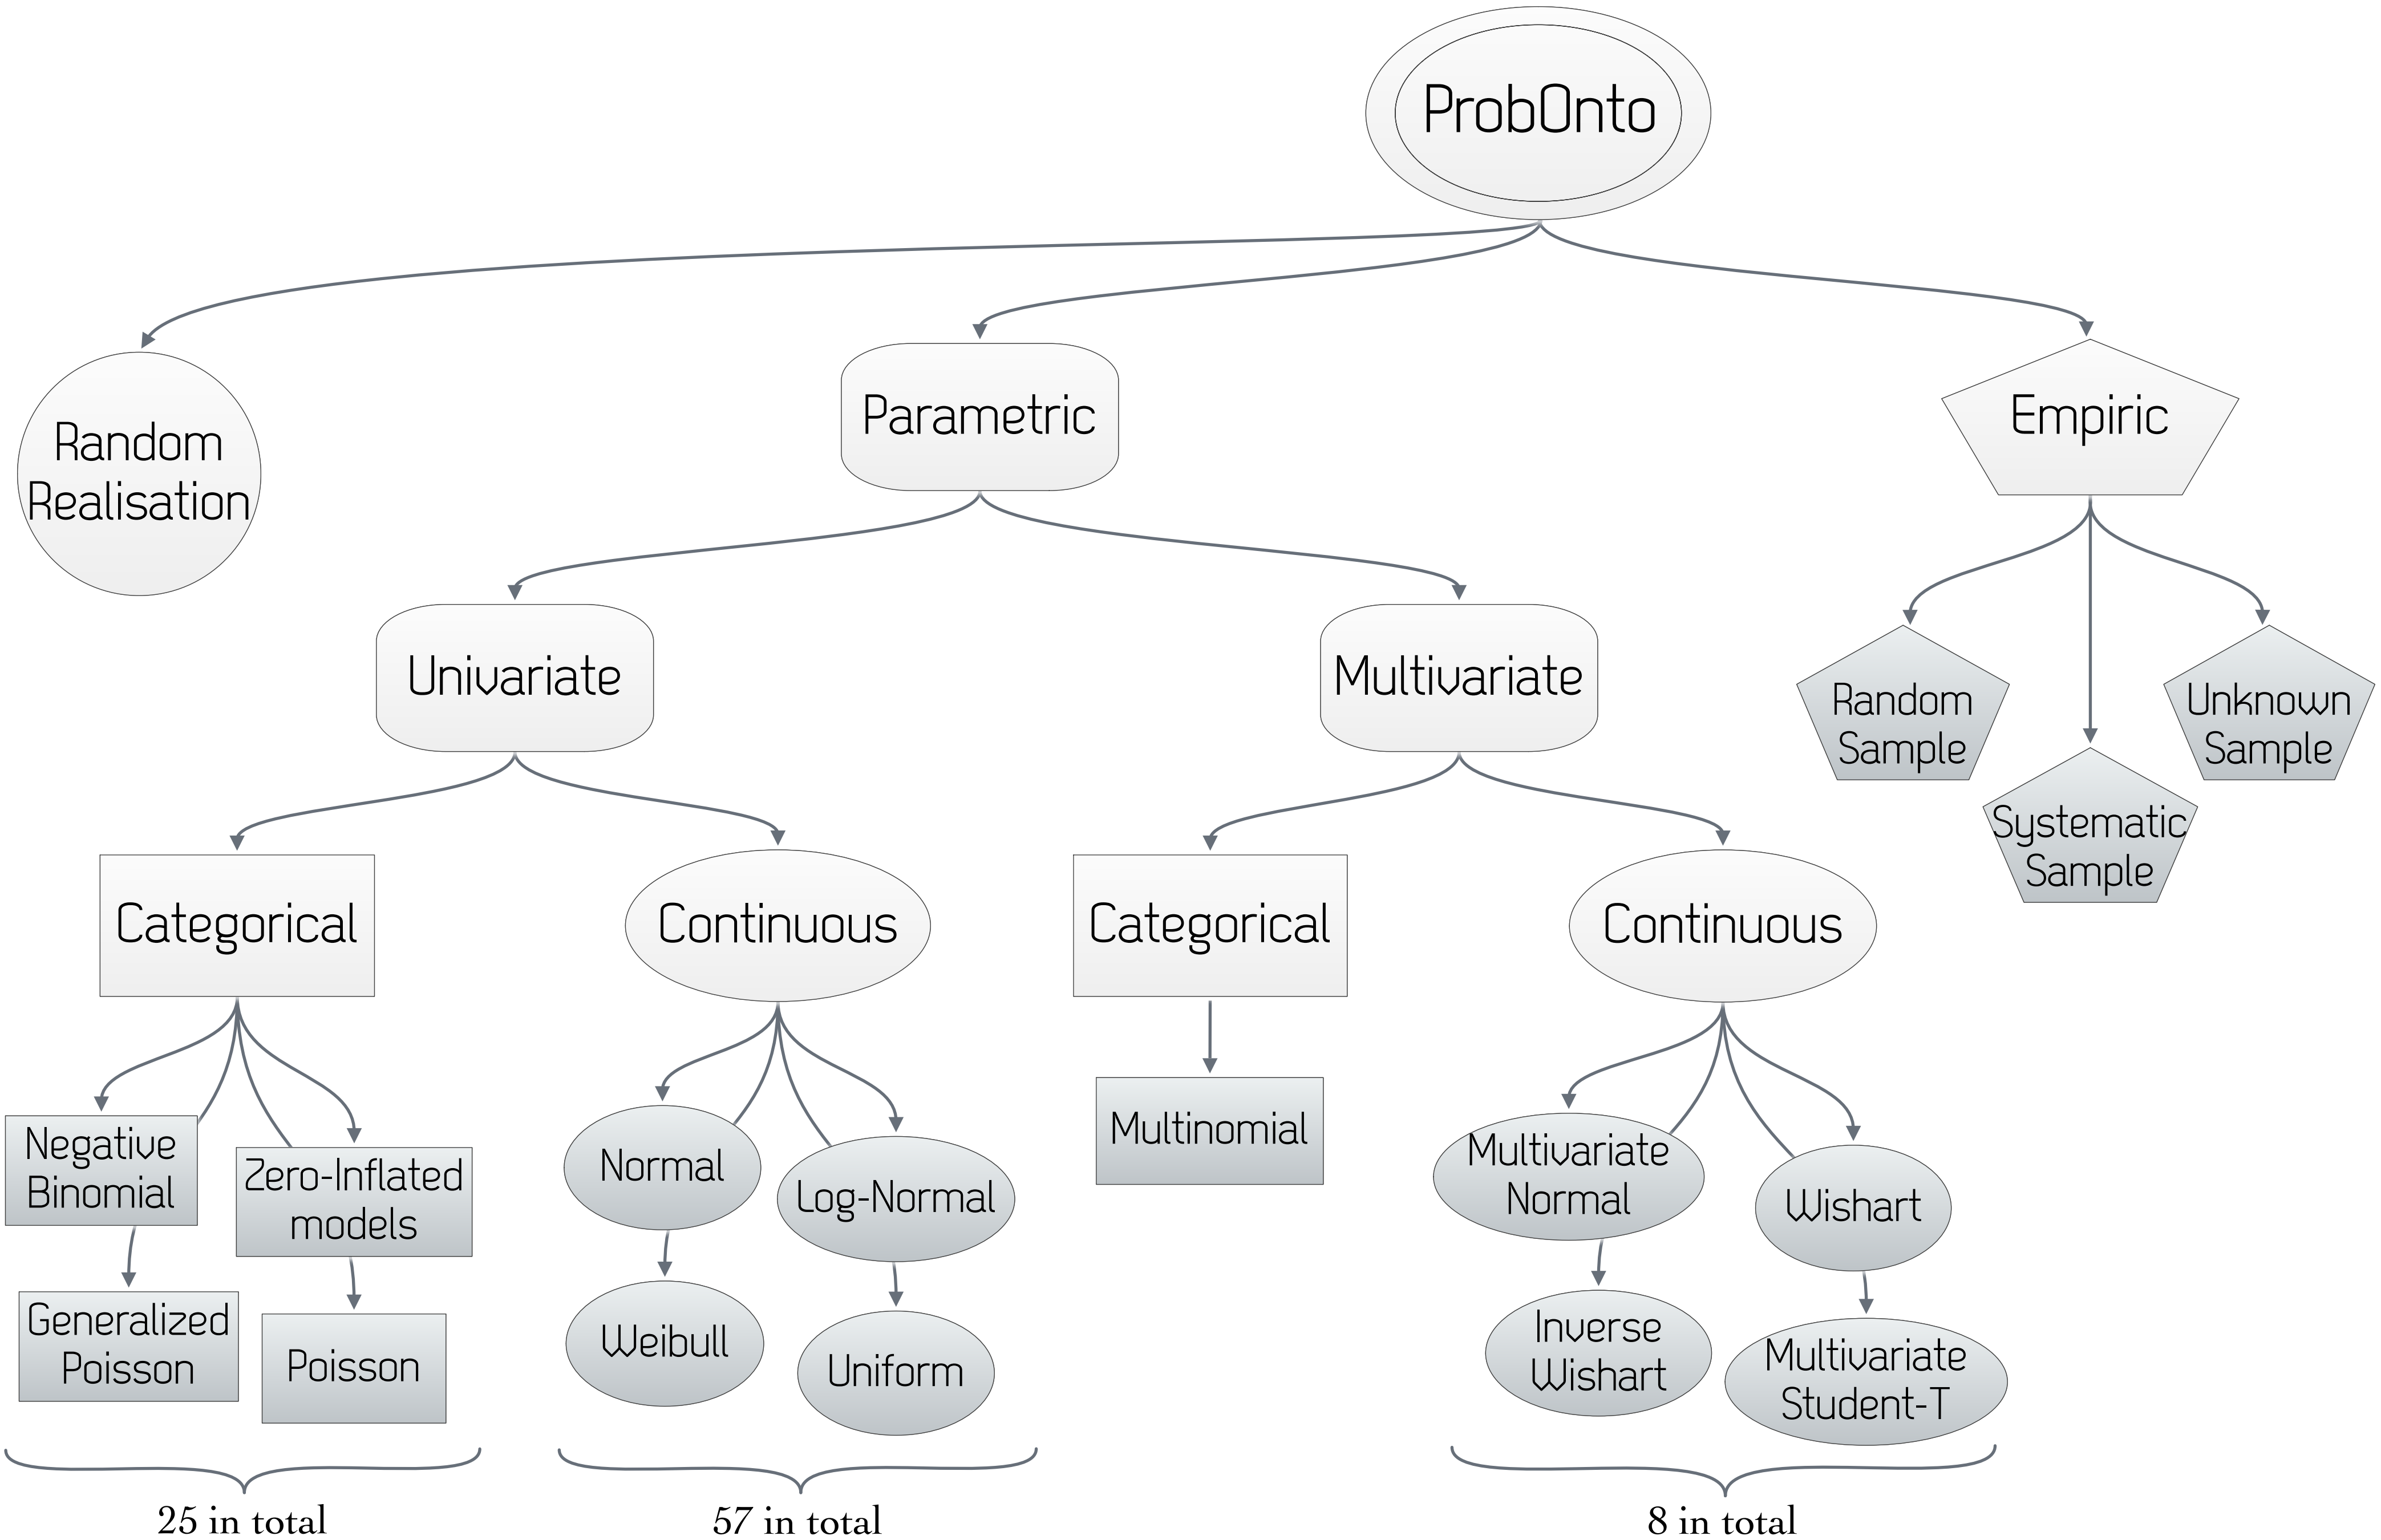 ProbOnto
Random
Realisation
Parametric
Empiric
Univariate
Multivariate
Random
Sample
Unknown
Sample
Systematic
Sample
Categorical
Continuous
Categorical
Continuous
Negative
Binomial
Zero-Inflated
models
Normal
Log-Normal
Multinomial
Multivariate
Normal
Wishart
Generalized
Poisson
Poisson
Weibull
Uniform
Inverse
Wishart
Multivariate
Student-T
25 in total
57 in total
8 in total